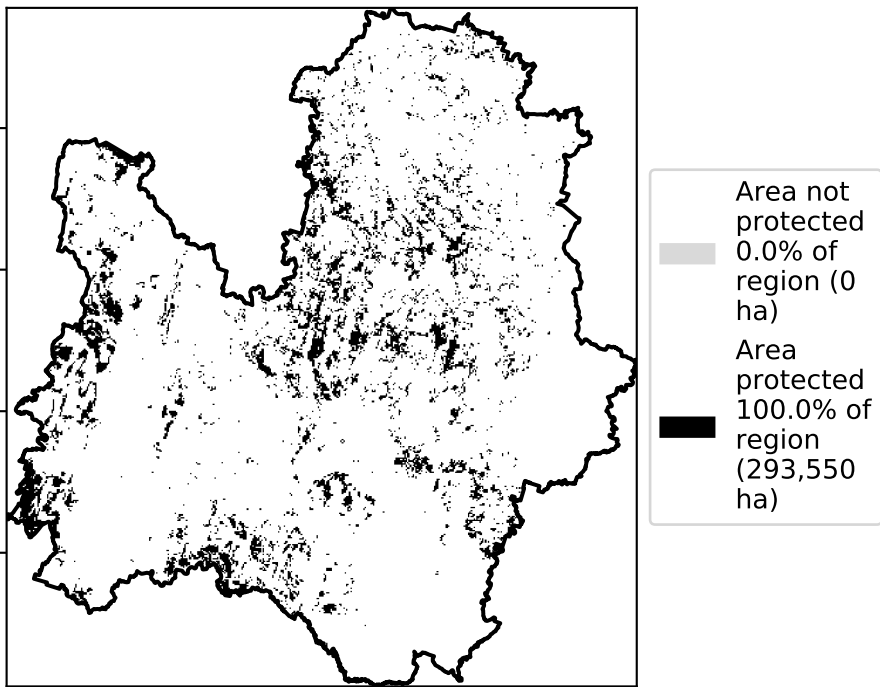 Area not
protected
0.0% of
region (0
ha)
Area
protected
100.0% of
region
(293,550
ha)